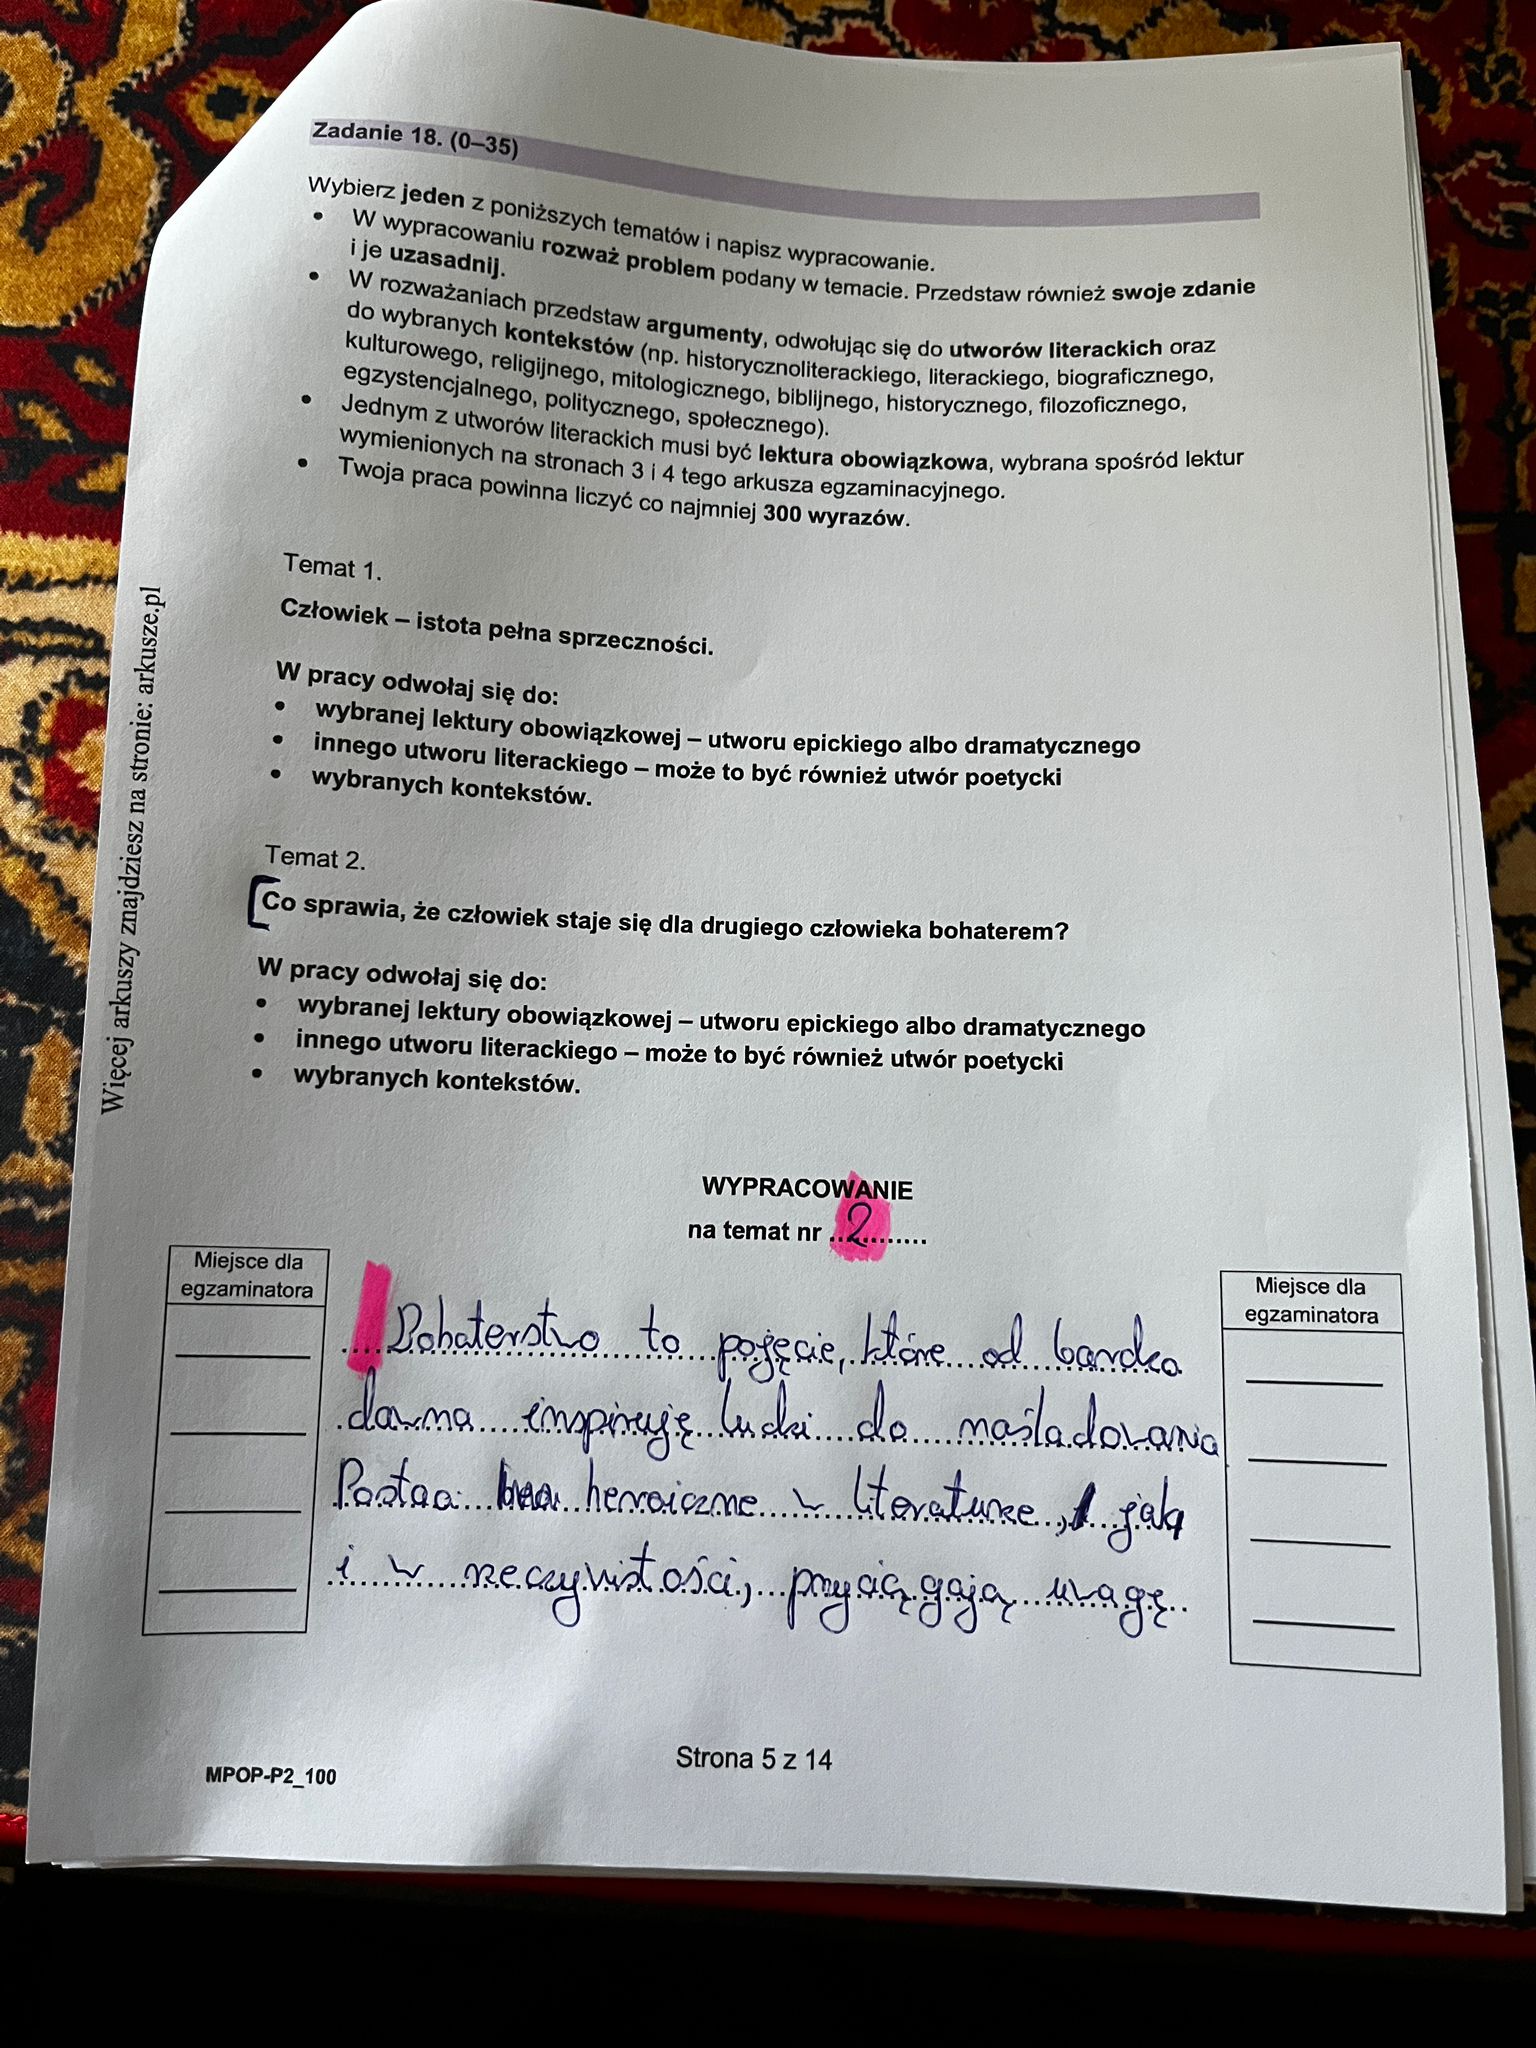 Zadanie 18. (0–35)
Wybierz jeden z poniższych tematów i napisz wypracowanie.
• W wypracowaniu rozważ problem podany w temacie. Przedstaw również swoje zdanie
i je uzasadnij.
• W rozważaniach przedstaw argumenty, odwołując się do utworów literackich oraz
do wybranych kontekstów (np. historycznoliterackiego, literackiego, biograficznego,
kulturowego, religijnego, mitologicznego, biblijnego, historycznego, filozoficznego,
egzystencjalnego, politycznego, społecznego).
• Jednym z utworów literackich musi być lektura obowiązkowa, wybrana spośród lektur
wymienionych na stronach 3 i 4 tego arkusza egzaminacyjnego.
• Twoja praca powinna liczyć co najmniej 300 wyrazów.
Temat 1.
Człowiek – istota pełna sprzeczności.
W pracy odwołaj się do:
• wybranej lektury obowiązkowej – utworu epickiego albo dramatycznego
• innego utworu literackiego – może to być również utwór poetycki
• wybranych kontekstów.
Temat 2.
Co sprawia, że człowiek staje się dla drugiego człowieka bohaterem?
W pracy odwołaj się do:
• wybranej lektury obowiązkowej – utworu epickiego albo dramatycznego
• innego utworu literackiego – może to być również utwór poetycki
• wybranych kontekstów.
Więcej arkuszy znajdziesz na stronie: arkusze.pl
WYPRACOWANIE
na temat nr 2
Miejsce dla
egzaminatora
Bohaterstwo to pojęcie, które od bardzo
dawna inspiruję ludzi do naśladowania
Postaci heroiczne w literaturze, jak
i w rzeczywistości, przyciągają uwagę
Miejsce dla
egzaminatora
Strona 5 z 14
MPOP-P2_100